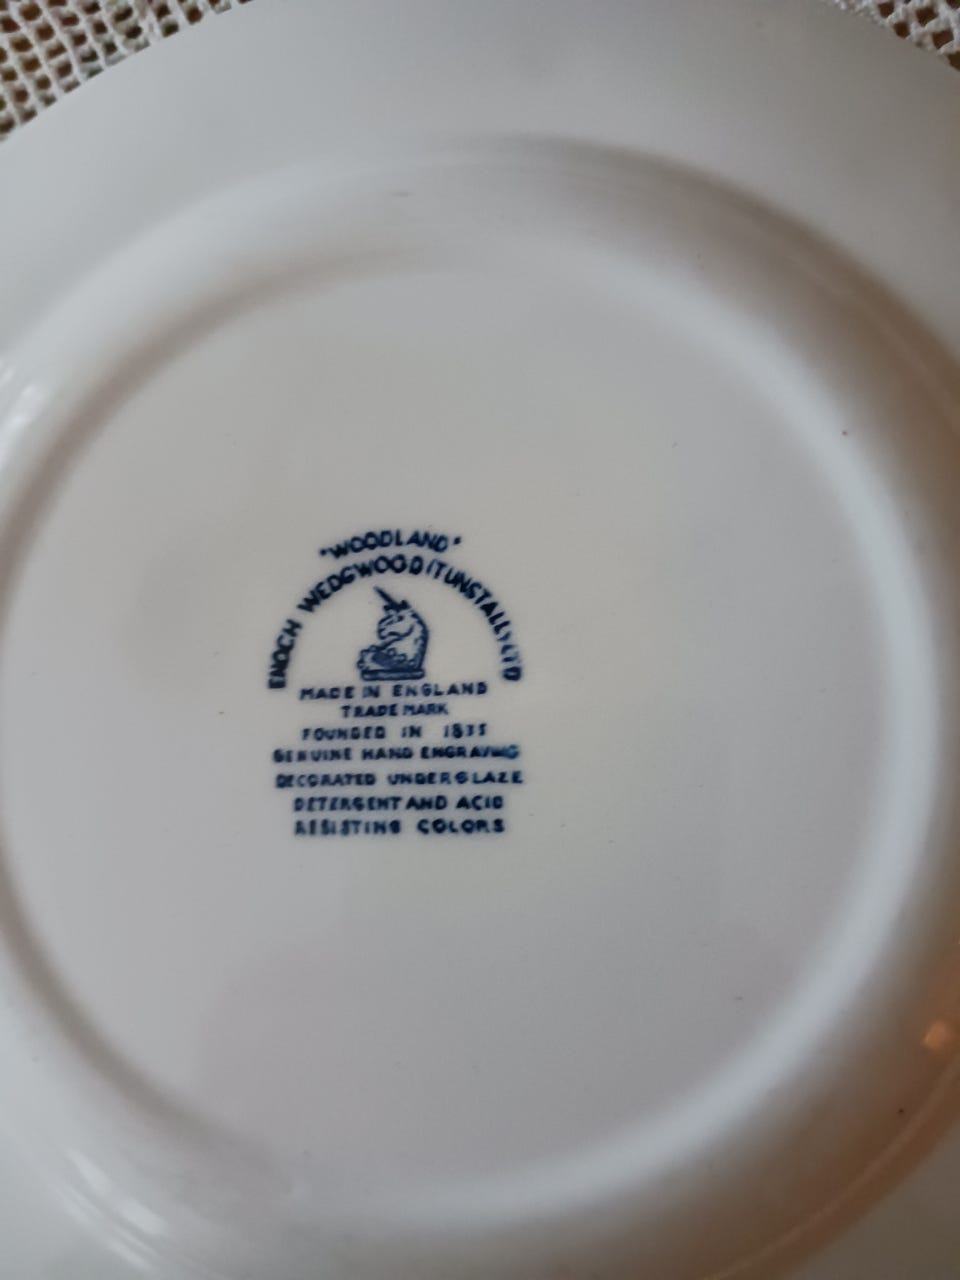 "WOODLAND"
ENOCH WEDGWOOD (TUNSTALL) LTD
MADE IN ENGLAND
TRADE MARK
FOUNDED IN 1835
GENUINE HAND ENGRAVING
DECORATED UNDERGLAZE
DETERGENT AND ACID
RESISTING COLORS